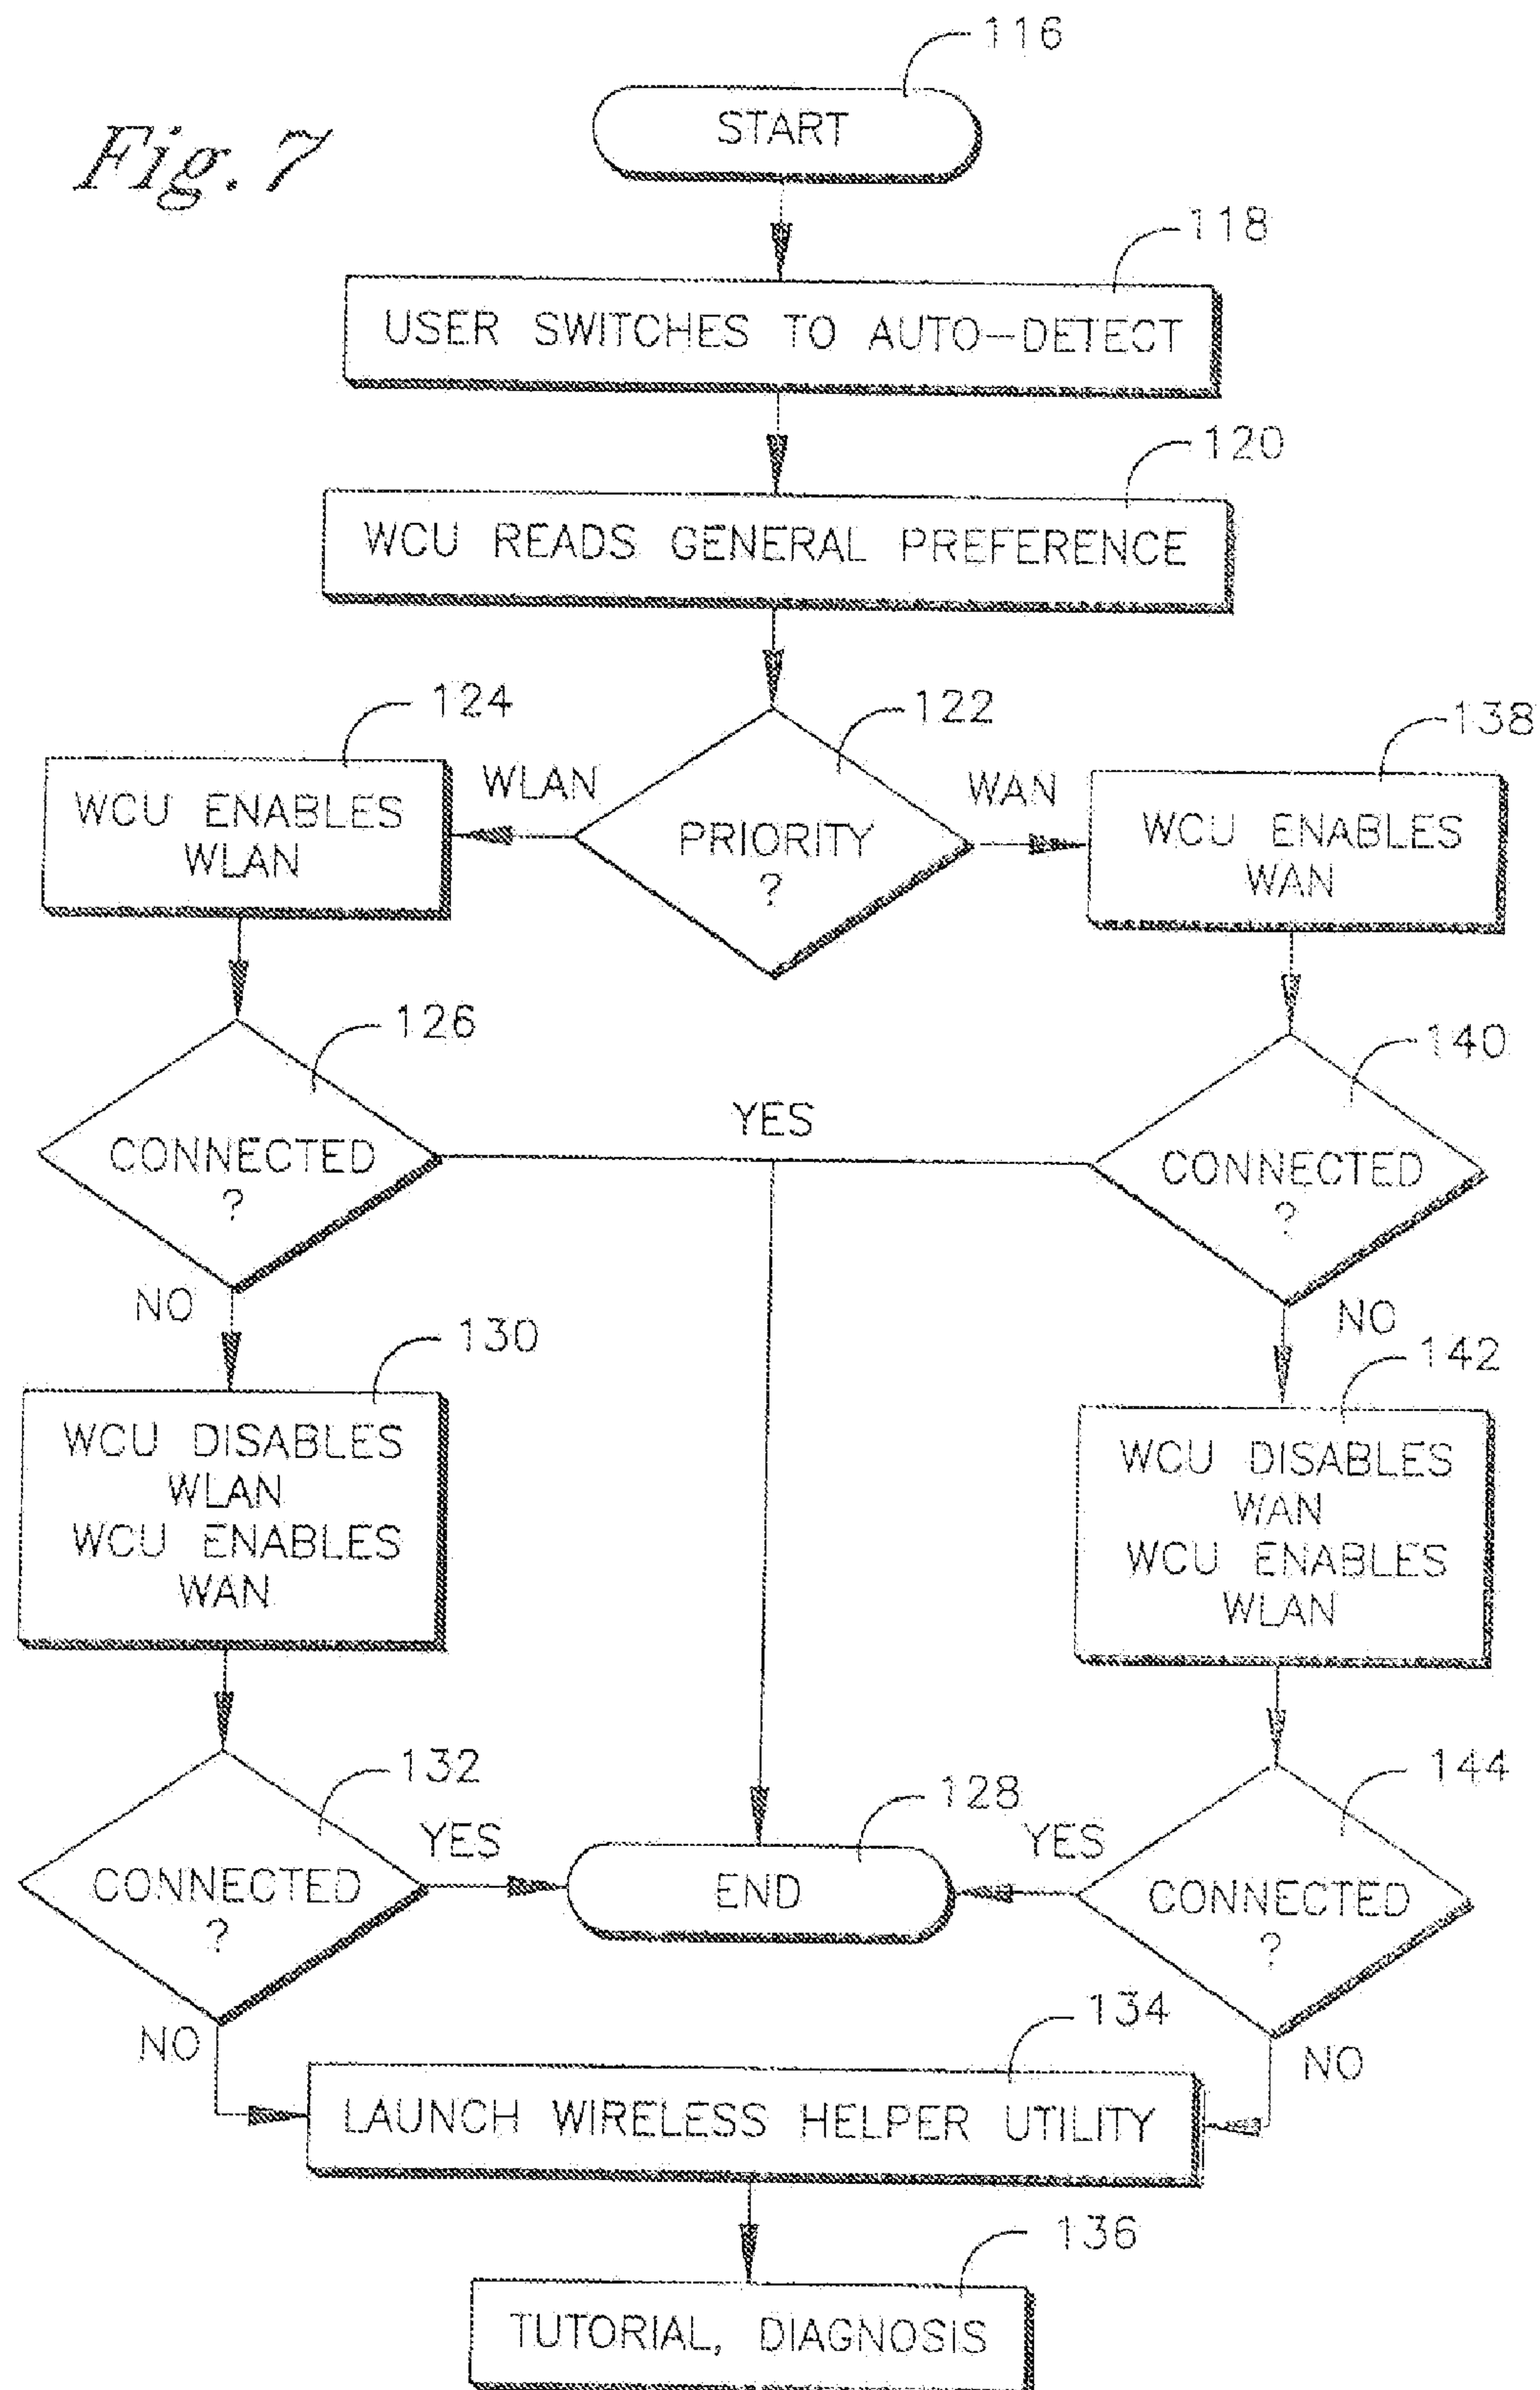 116
Fig. 7
START
118
USER SWITCHES TO AUTO-DETECT
120
WCU READS GENERAL PREFERENCE
124
122
138
WCU ENABLES
WLAN
WLAN
PRIORITY
?
WAN
WCU ENABLES
WAN
126
140
CONNECTED
?
YES
CONNECTED
?
NO
NO
130
142
WCU DISABLES
WLAN
WCU ENABLES
WAN
WCU DISABLES
WAN
WCU ENABLES
WLAN
132
128
144
CONNECTED
?
YES
END
YES
CONNECTED
?
NO
134
NO
LAUNCH WIRELESS HELPER UTILITY
136
TUTORIAL, DIAGNOSIS